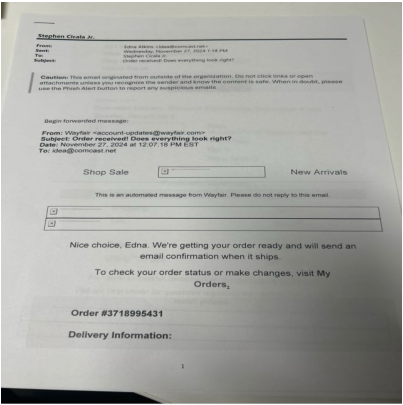 Stephen Cicala Jr.
From: Edna Atkins <idea@comcast.net>
Sent: Wednesday, November 27, 2024 1:18 PM
To: Stephen Cicala Jr
Subject: Order received! Does everything look right?
Caution: This email originated from outside of the organization. Do not click links or open
attachments unless you recognize the sender and know the content is safe. When in doubt, please
use the Phish Alert button to report any suspicious emails.
Begin forwarded message:
From: Wayfair <account-updates@wayfair.com>
Subject: Order received! Does everything look right?
Date: November 27, 2024 at 12:07:18 PM EST
To: idea@comcast.net
Shop Sale New Arrivals
This is an automated message from Wayfair. Please do not reply to this email.
Nice choice, Edna. We're getting your order ready and will send an
email confirmation when it ships.
To check your order status or make changes, visit My
Orders.
Order #3718995431
Delivery Information:
1